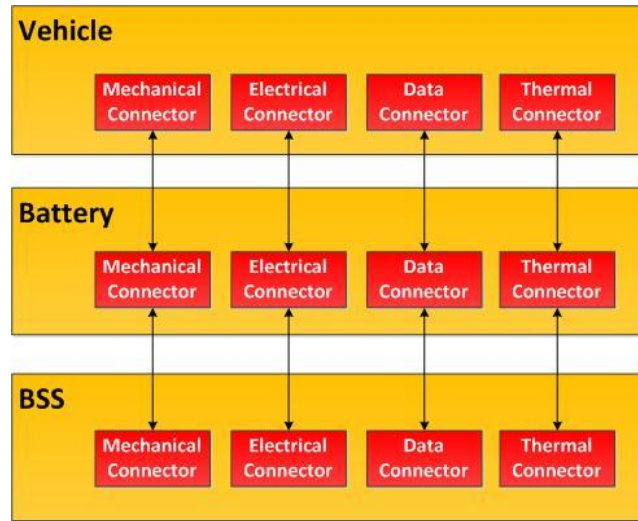 Vehicle
Mechanical Electrical Data Thermal
Connector Connector Connector Connector
Battery
Mechanical Electrical Data Thermal
Connector Connector Connector Connector
BSS
Mechanical Electrical Data Thermal
Connector Connector Connector Connector